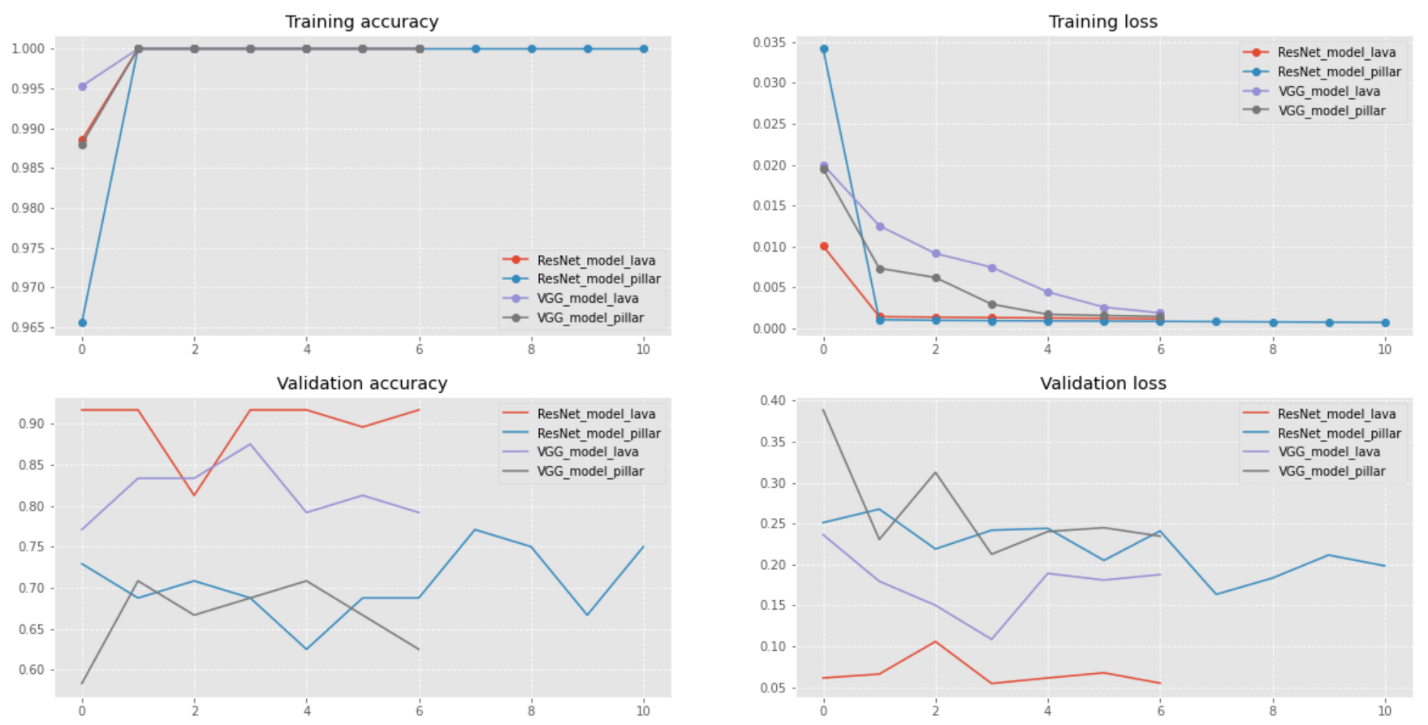 Training accuracy
1.000
0.995
0.990
0.985
0.980
0.975
0.970
0.965
0 2 4 6 8 10
ResNet_model_lava
ResNet_model_pillar
VGG_model_lava
VGG_model_pillar
Training loss
0.035
0.030
0.025
0.020
0.015
0.010
0.005
0.000
0 2 4 6 8 10
ResNet_model_lava
ResNet_model_pillar
VGG_model_lava
VGG_model_pillar
Validation accuracy
0.90
0.85
0.80
0.75
0.70
0.65
0.60
0 2 4 6 8 10
ResNet_model_lava
ResNet_model_pillar
VGG_model_lava
VGG_model_pillar
Validation loss
0.40
0.35
0.30
0.25
0.20
0.15
0.10
0.05
0 2 4 6 8 10
ResNet_model_lava
ResNet_model_pillar
VGG_model_lava
VGG_model_pillar